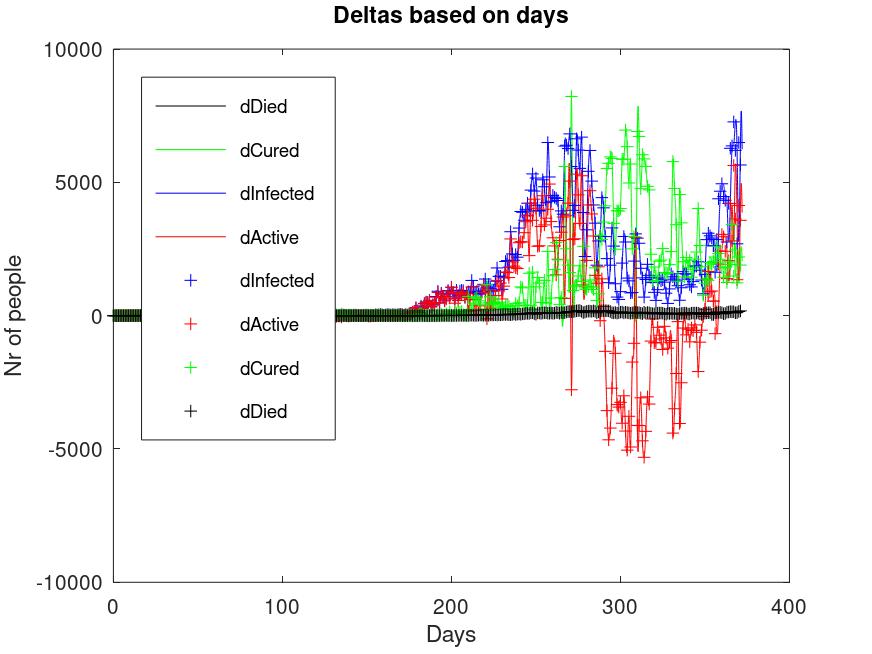 Deltas based on days
10000
5000
0
-5000
-10000
Nr of people
dDied
dCured
dInfected
dActive
dInfected
dActive
dCured
dDied
0
100
200
300
400
Days